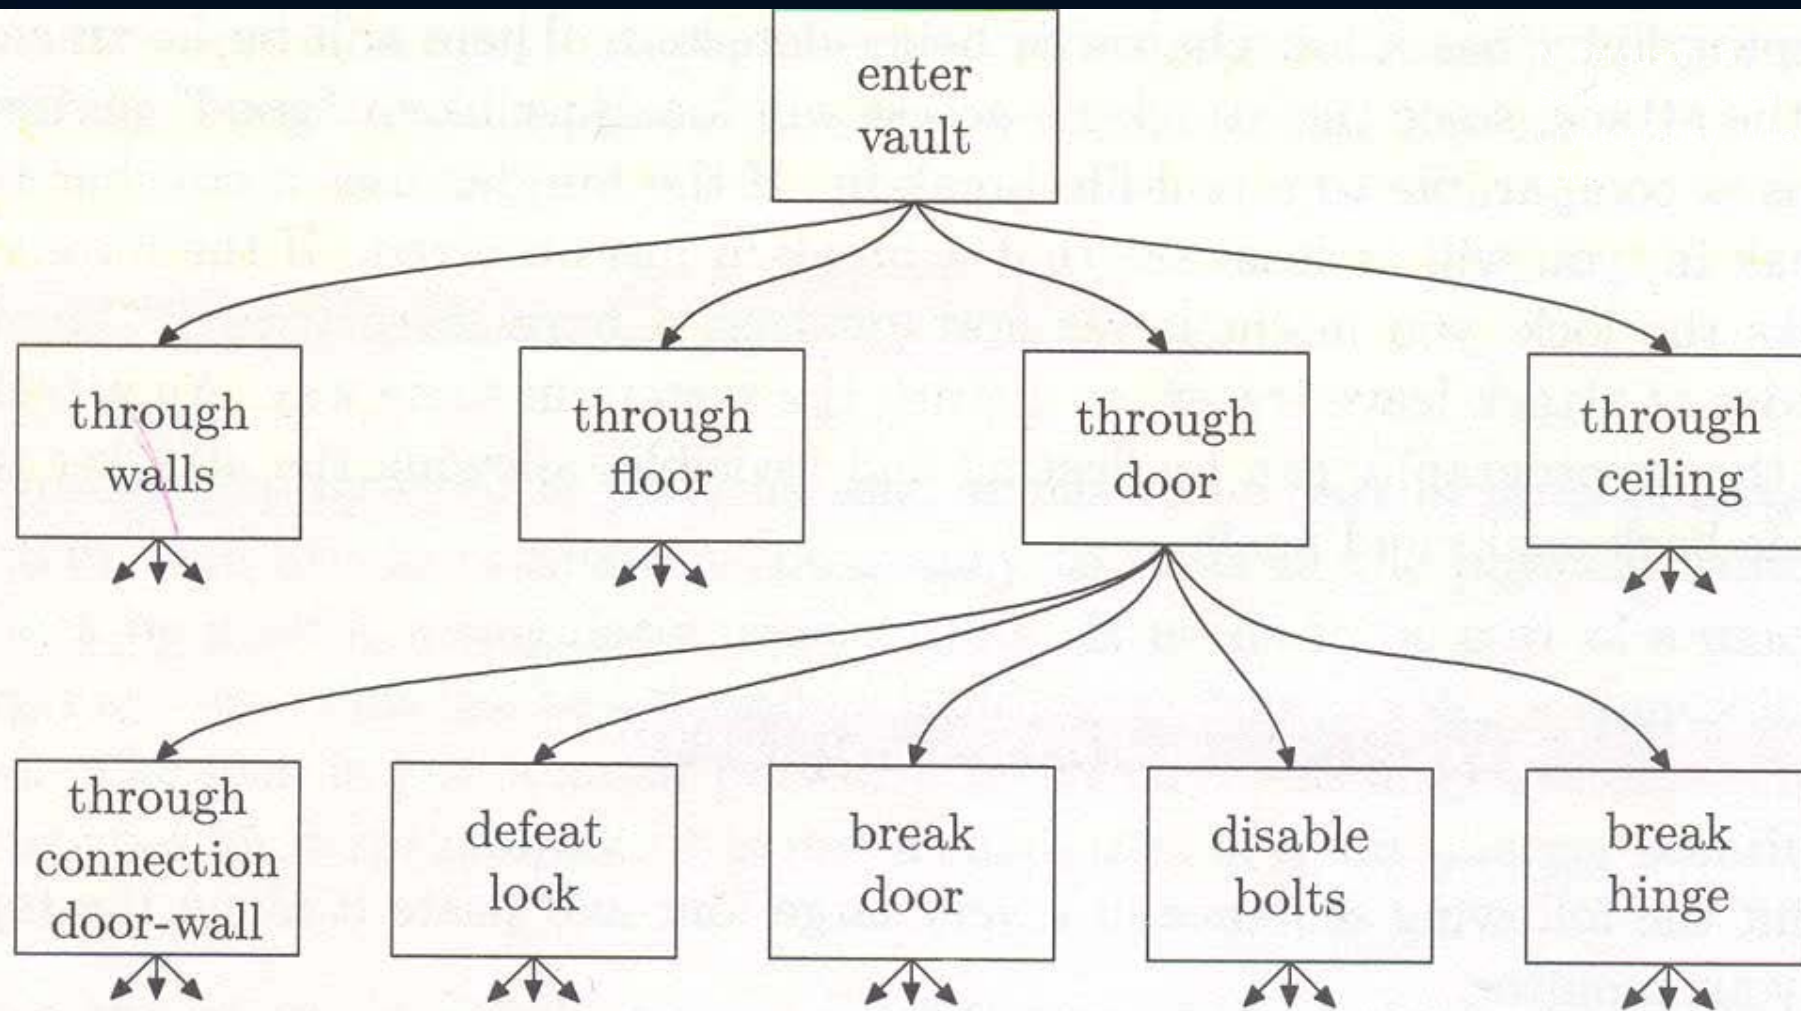 enter
vault
through
walls
through
floor
through
door
through
ceiling
through
connection
door-wall
defeat
lock
break
door
disable
bolts
break
hinge